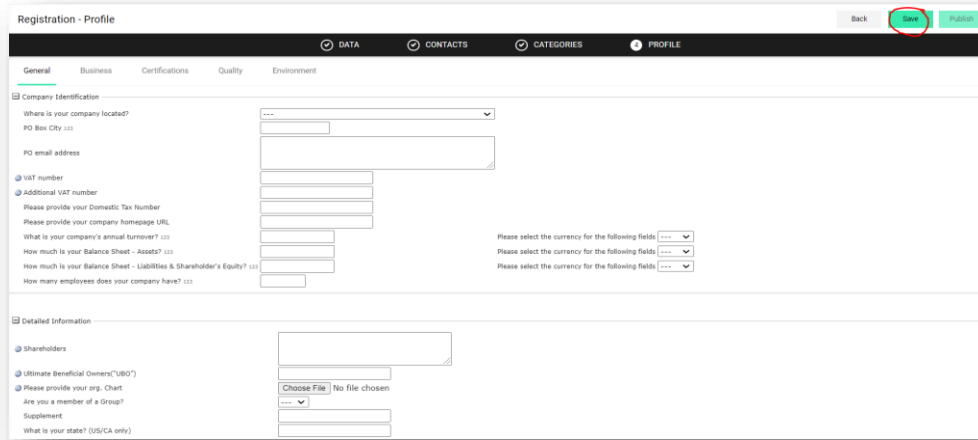 Registration - Profile
Back Save Publish
DATA CONTACTS CATEGORIES 4 PROFILE
General Business Certifications Quality Environment
Company Identification
Where is your company located? ---
PO Box City 123
PO email address
VAT number
Additional VAT number
Please provide your Domestic Tax Number
Please provide your company homepage URL
What is your company's annual turnover? 123 Please select the currency for the following fields ---
How much is your Balance Sheet - Assets? 123 Please select the currency for the following fields ---
How much is your Balance Sheet - Liabilities & Shareholder's Equity? 123 Please select the currency for the following fields ---
How many employees does your company have? 123
Detailed Information
Shareholders
Ultimate Beneficial Owners("UBO")
Please provide your org. Chart Choose File No file chosen
Are you a member of a Group? ---
Supplement
What is your state? (US/CA only)